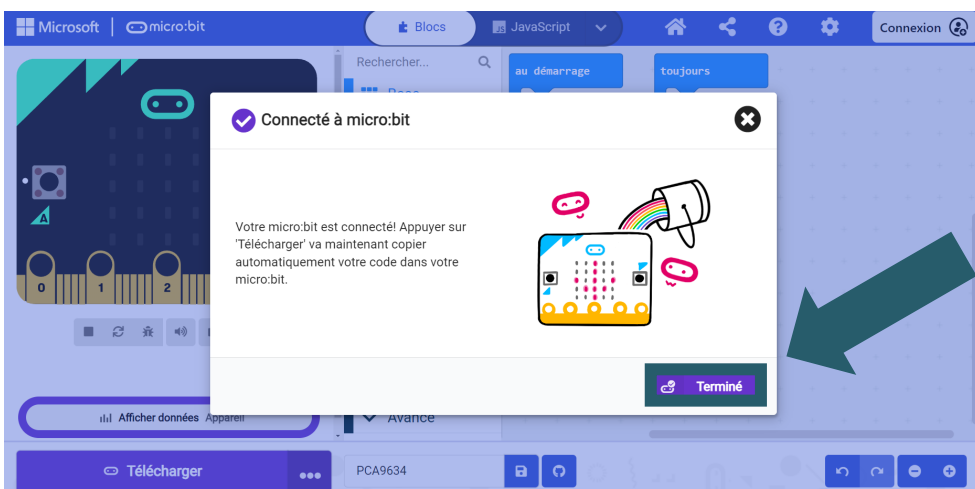 Microsoft micro:bit Blocs JS JavaScript Connexion
Rechercher...
au démarrage toujours
Base
Connecté à micro:bit
Votre micro:bit est connecté! Appuyer sur
'Télécharger' va maintenant copier
automatiquement votre code dans votre
micro:bit.
A
0 1 2
Terminé
Afficher données Appareil
Avancé
Télécharger ... PCA9634